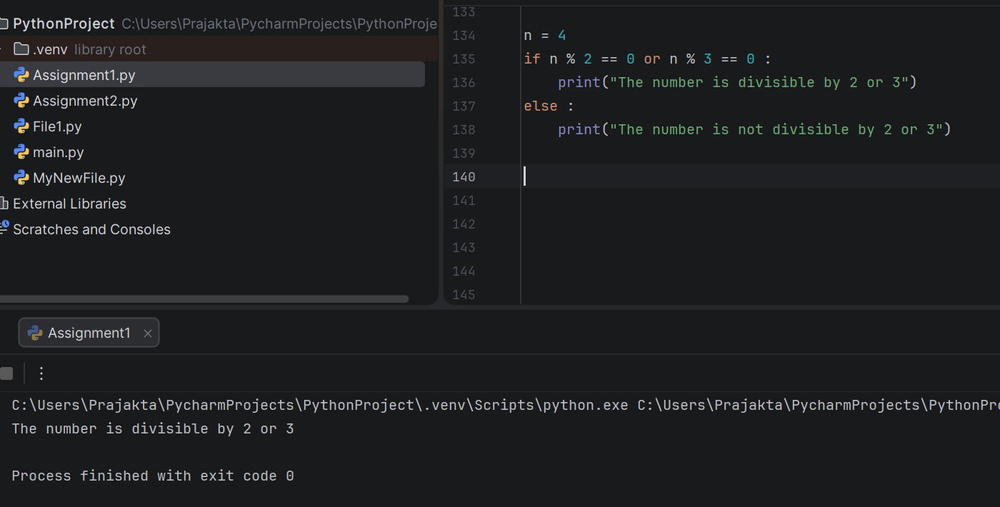 PythonProject C:\Users\Prajakta\PycharmProjects\PythonProje
.venv library root
Assignment1.py
Assignment2.py
File1.py
main.py
MyNewFile.py
External Libraries
Scratches and Consoles
133
134 n = 4
135 if n % 2 == 0 or n % 3 == 0 :
136     print("The number is divisible by 2 or 3")
137 else :
138     print("The number is not divisible by 2 or 3")
139
140
141
142
143
144
145
Assignment1
C:\Users\Prajakta\PycharmProjects\PythonProject\.venv\Scripts\python.exe C:\Users\Prajakta\PycharmProjects\PythonPro
The number is divisible by 2 or 3
Process finished with exit code 0